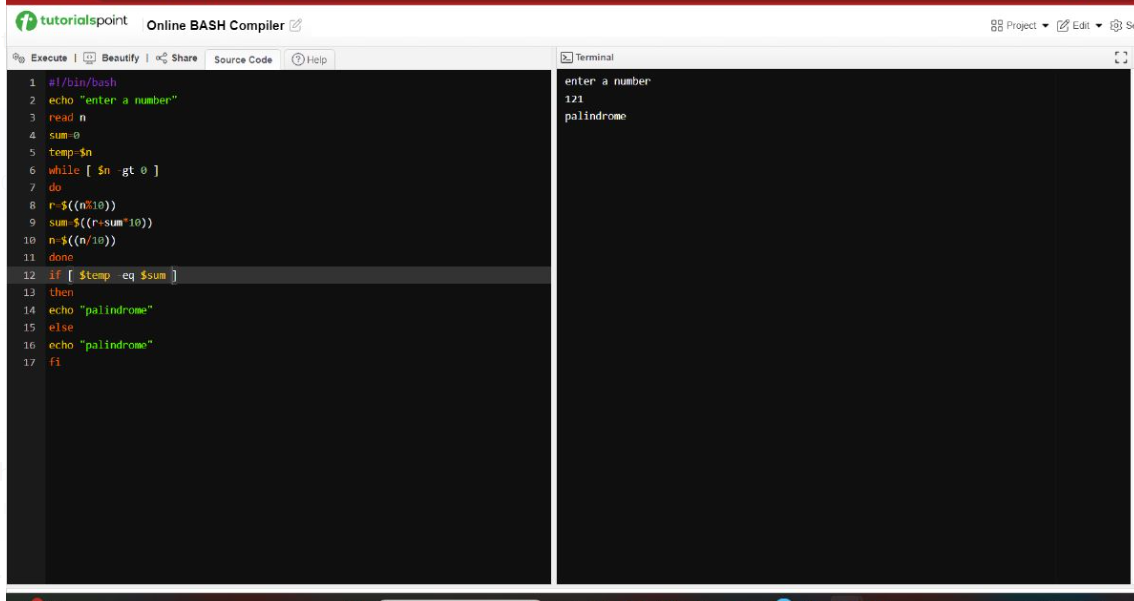 tutorialspoint Online BASH Compiler
Project Edit
Execute | Beautify | Share Source Code Help
Terminal
1 #!/bin/bash
2 echo "enter a number"
3 read n
4 sum=0
5 temp=$n
6 while [ $n -gt 0 ]
7 do
8 r=$((n%10))
9 sum=$((r+sum*10))
10 n=$((n/10))
11 done
12 if [ $temp -eq $sum ]
13 then
14 echo "palindrome"
15 else
16 echo "palindrome"
17 fi
enter a number
121
palindrome